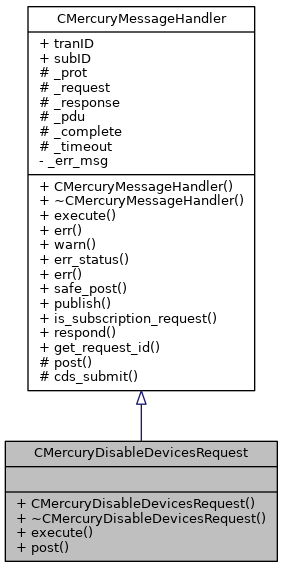 CMercuryMessageHandler
+ tranID
+ subID
# _prot
# _request
# _response
# _pdu
# _complete
# _timeout
- _err_msg
+ CMercuryMessageHandler()
+ ~CMercuryMessageHandler()
+ execute()
+ err()
+ warn()
+ err_status()
+ err()
+ safe_post()
+ publish()
+ is_subscription_request()
+ respond()
+ get_request_id()
# post()
# cds_submit()
CMercuryDisableDevicesRequest
+ CMercuryDisableDevicesRequest()
+ ~CMercuryDisableDevicesRequest()
+ execute()
+ post()